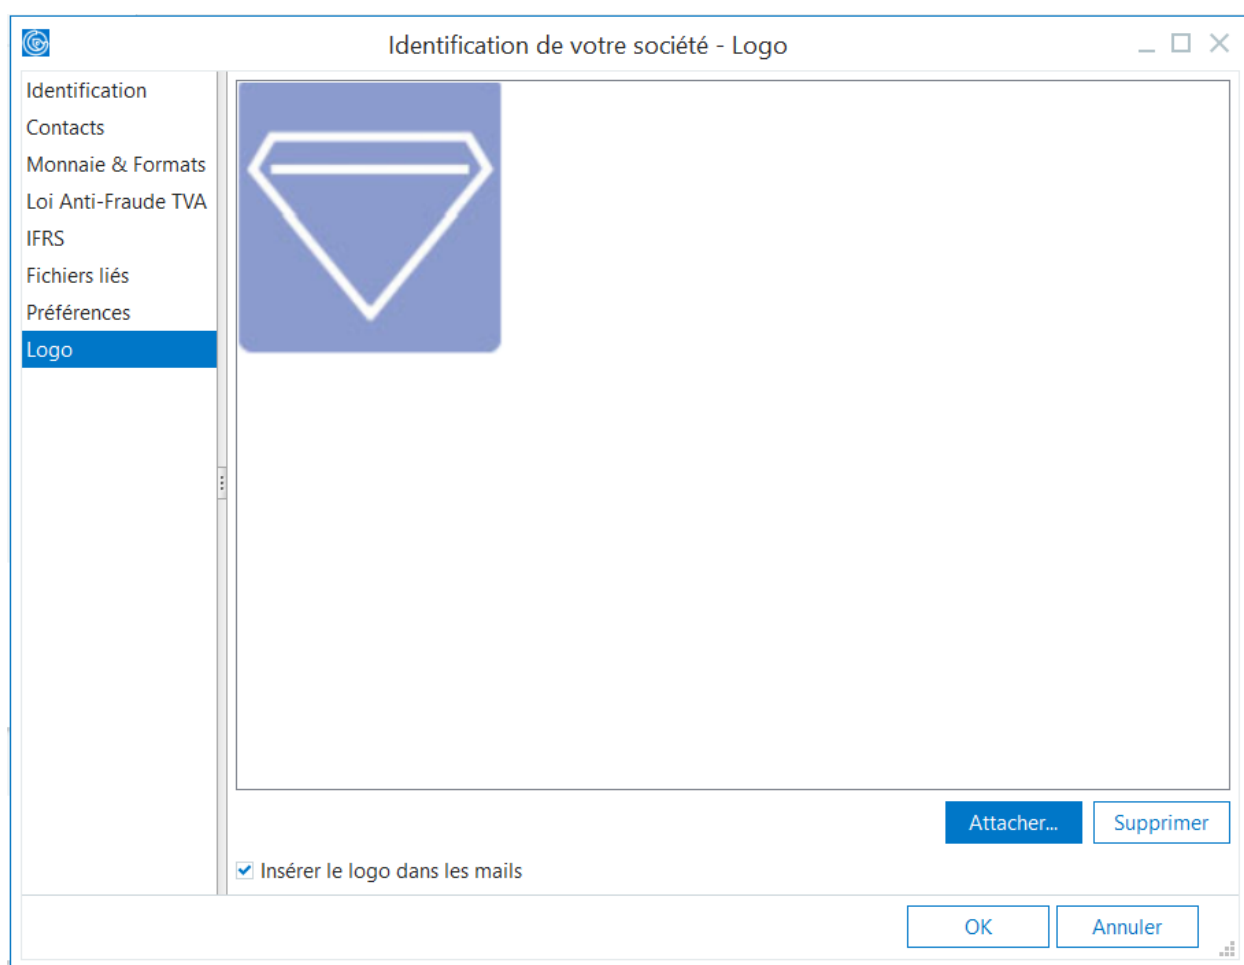 Identification de votre société - Logo
Identification
Contacts
Monnaie & Formats
Loi Anti-Fraude TVA
IFRS
Fichiers liés
Préférences
Logo
Attacher...
Supprimer
Insérer le logo dans les mails
OK
Annuler